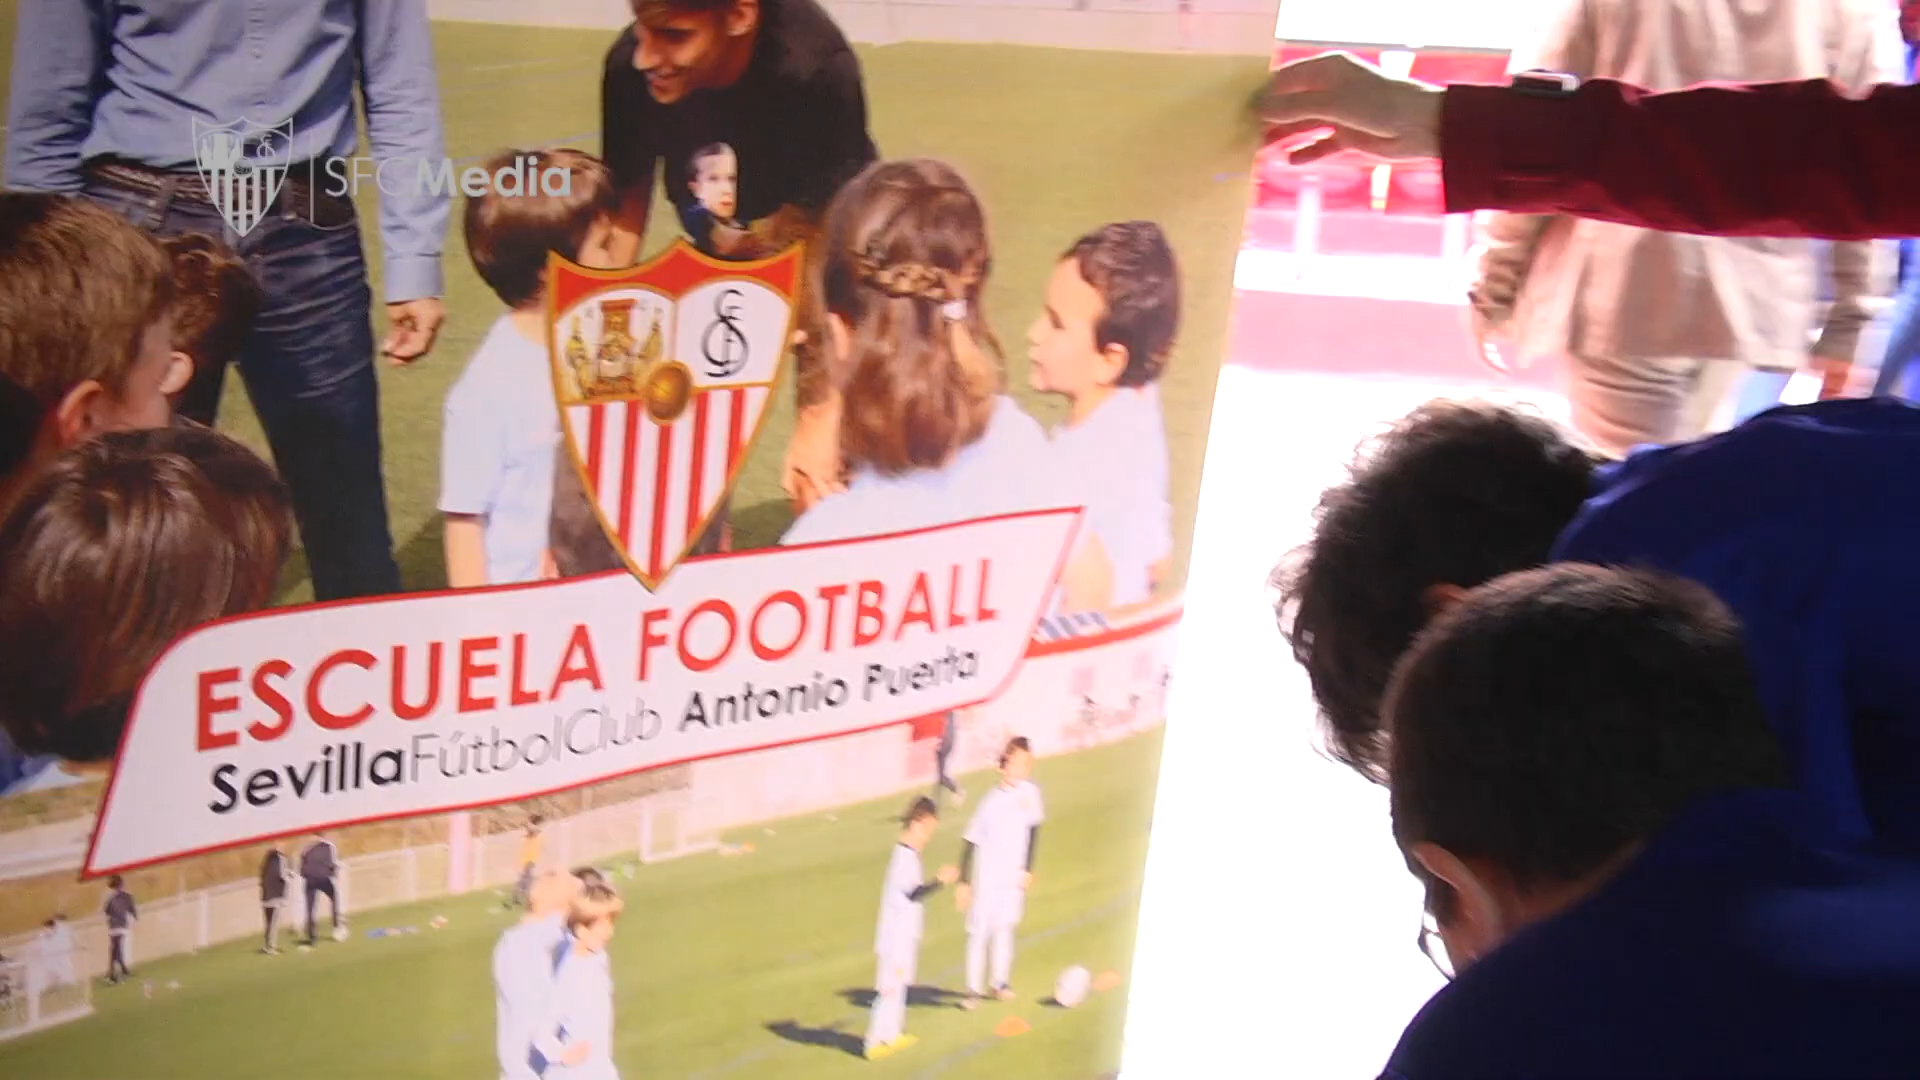 SFCMedia
ESCUELA FOOTBALL
SevillaFútbolClub Antonio Puerta